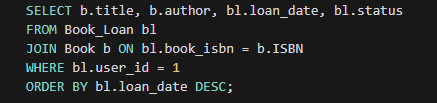 SELECT b.title, b.author, bl.loan_date, bl.status
FROM Book_Loan bl
JOIN Book b ON bl.book_isbn = b.ISBN
WHERE bl.user_id = 1
ORDER BY bl.loan_date DESC;